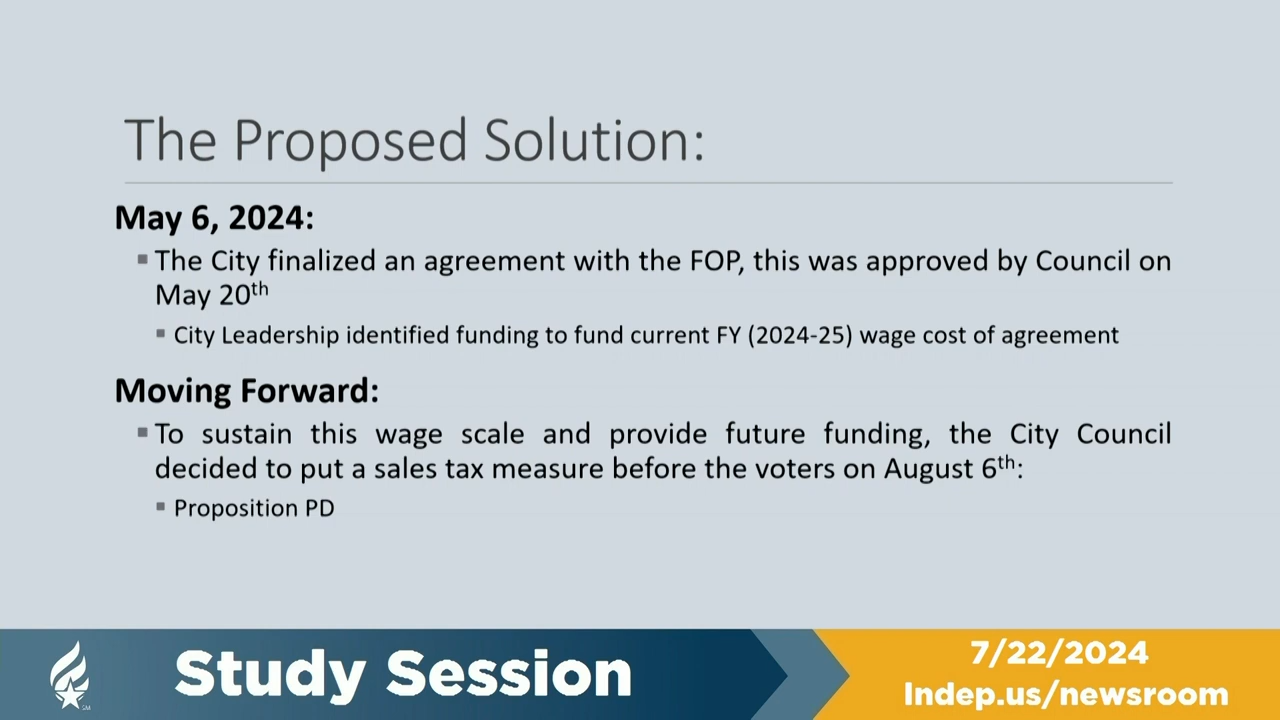 The Proposed Solution:
May 6, 2024:
▪ The City finalized an agreement with the FOP, this was approved by Council on
May 20th
▪ City Leadership identified funding to fund current FY (2024-25) wage cost of agreement
Moving Forward:
▪ To sustain this wage scale and provide future funding, the City Council
decided to put a sales tax measure before the voters on August 6th:
▪ Proposition PD
Study Session
7/22/2024
Indep.us/newsroom
SM